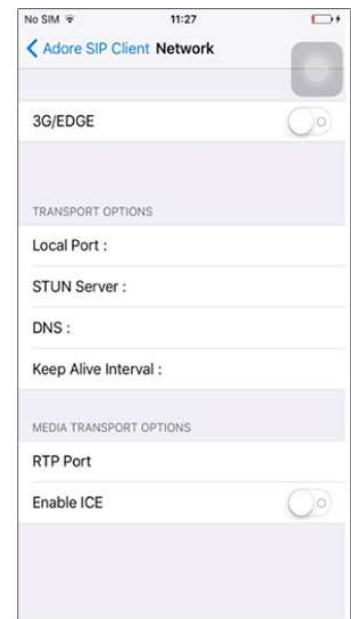 No SIM 11:27
Adore SIP Client Network
3G/EDGE
TRANSPORT OPTIONS
Local Port :
STUN Server :
DNS :
Keep Alive Interval :
MEDIA TRANSPORT OPTIONS
RTP Port
Enable ICE